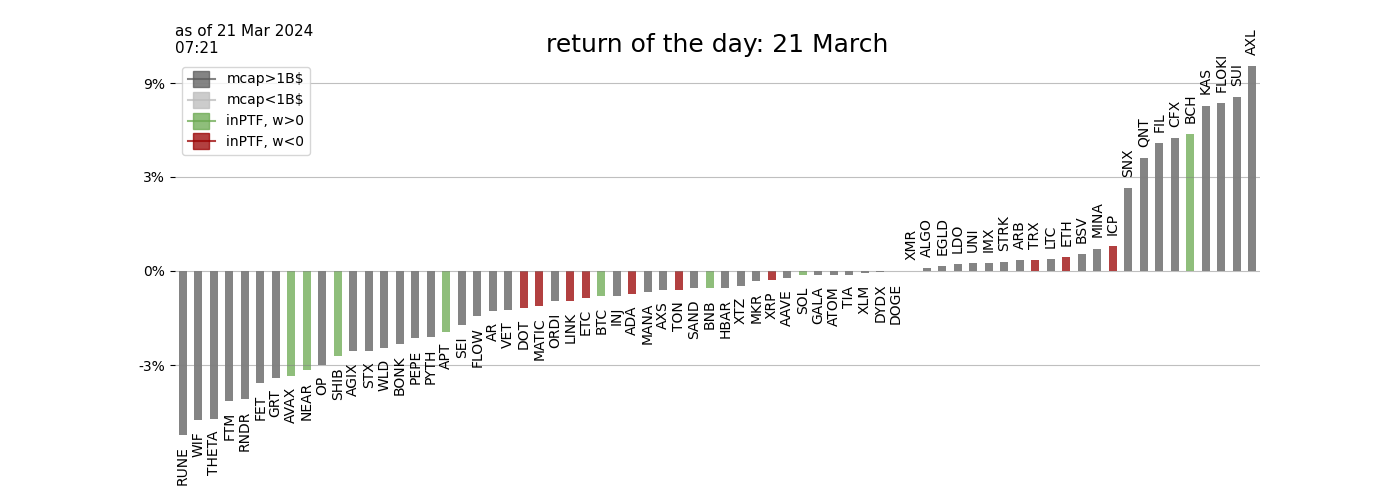 as of 21 Mar 2024
07:21
return of the day: 21 March
mcap>1B$
mcap<1B$
inPTF, w>0
inPTF, w<0
9%
3%
0%
-3%
RUNE
WIF
THETA
FTM
RNDR
FET
GRT
AVAX
NEAR
OP
SHIB
AGIX
STX
WLD
BONK
PEPE
PYTH
APT
SEI
FLOW
AR
VET
DOT
MATIC
ORDI
LINK
ETC
BTC
INJ
ADA
MANA
AXS
TON
SAND
BNB
HBAR
XTZ
MKR
XRP
AAVE
SOL
GALA
ATOM
TIA
XLM
DYDX
DOGE
XMR
ALGO
EGLD
LDO
UNI
IMX
STRK
ARB
TRX
LTC
ETH
BSV
MINA
ICP
SNX
QNT
FIL
CFX
BCH
KAS
FLOKI
SUI
AXL